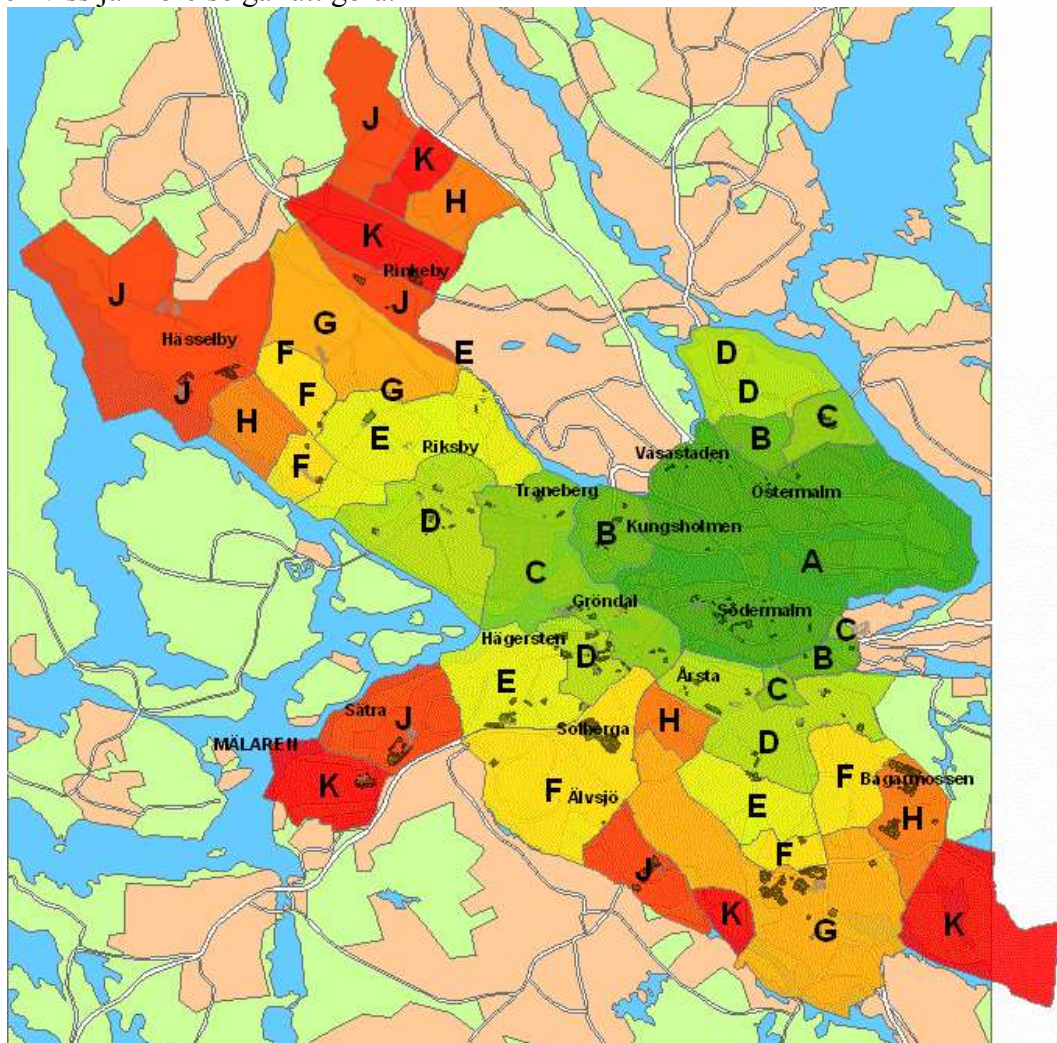 J
K
H
K
Rinkeby
J
J
G
Hässelby
F
E
D
J
F
G
D
C
H
E
B
Riksby
Vasastaden
F
Östermalm
Traneberg
D
B
Kungsholmen
C
A
Gröndal
Södermalm
Hägersten
D
C
B
E
Årsta
C
Sätra
J
H
Solberga
D
MÄLAREN
K
F
Älvsjö
F
Bagarmossen
E
H
F
J
K
G
K